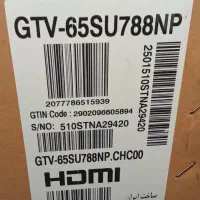 GTV-65SU788NP
2077786515939
GTIN Code : 2902096605894
S/NO: 510STNA29420
2501510STNA29420
GTV-65SU788NP.CHC00
HDMI
ساخت ایران